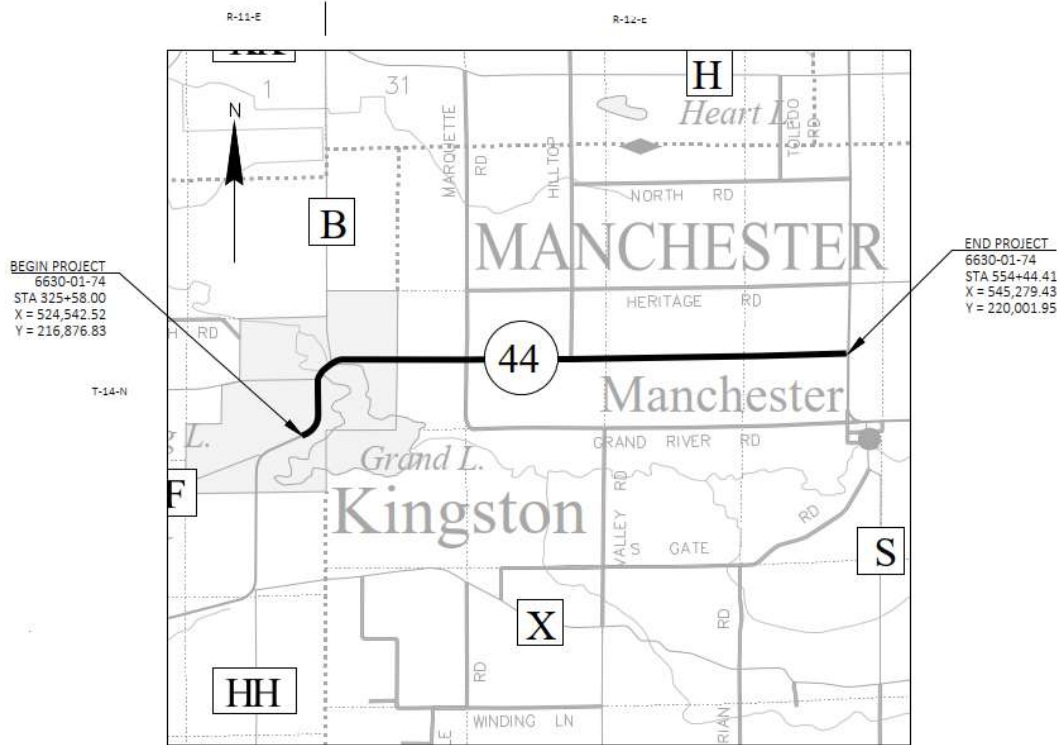 R-11-E
R-12-E
1
31
H
Heart L.
N
MARQUETTE
RD
HILLTOP
TOLEDO
RD
NORTH RD
B
MANCHESTER
BEGIN PROJECT
6630-01-74
STA 325+58.00
X = 524,542.52
Y = 216,876.83
END PROJECT
6630-01-74
STA 554+44.41
X = 545,279.43
Y = 220,001.95
HERITAGE RD
H RD
44
T-14-N
Manchester
GRAND RIVER RD
g L.
Grand L.
F
Kingston
VALLEY RD
RD
S GATE
S
X
RD
HH
RD
WINDING LN
LE
RIAN